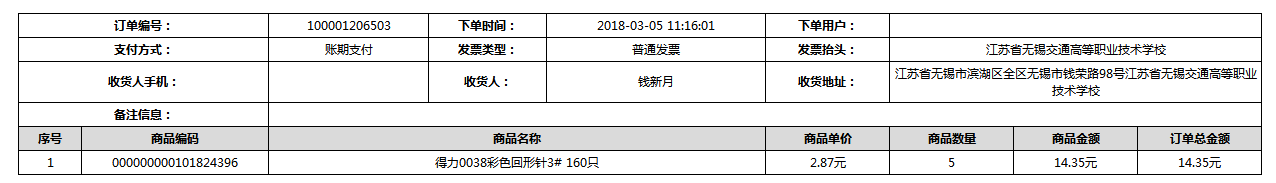 订单编号： 100001206503 下单时间： 2018-03-05 11:16:01 下单用户：
支付方式： 账期支付 发票类型： 普通发票 发票抬头： 江苏省无锡交通高等职业技术学校
收货人手机： 收货人： 钱新月 收货地址： 江苏省无锡市滨湖区全区无锡市钱荣路98号江苏省无锡交通高等职业
技术学校
备注信息：
序号 商品编码 商品名称 商品单价 商品数量 商品金额 订单总金额
1 000000000101824396 得力0038彩色回形针3# 160只 2.87元 5 14.35元 14.35元